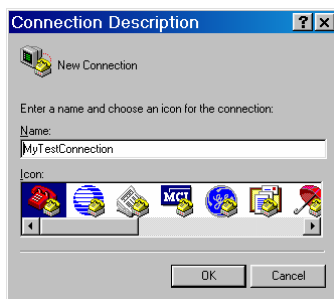 Connection Description
New Connection
Enter a name and choose an icon for the connection:
Name:
MyTestConnection
Icon:
MCI
OK
Cancel